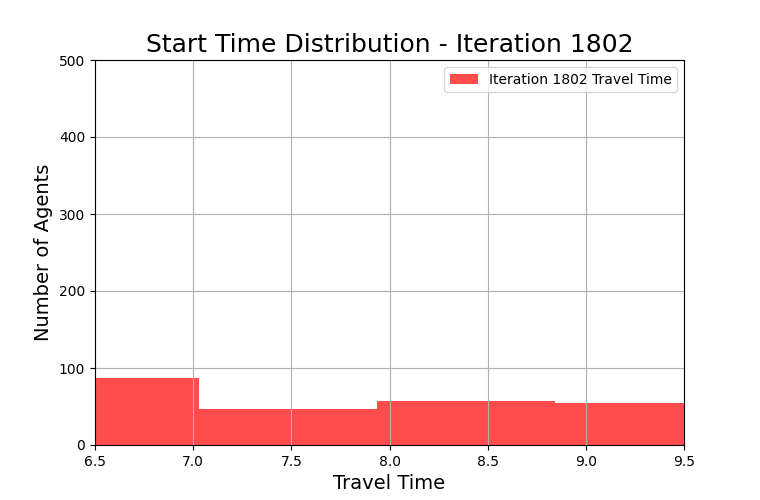 Start Time Distribution - Iteration 1802
500
Iteration 1802 Travel Time
400
300
200
100
0
Number of Agents
6.5 7.0 7.5 8.0 8.5 9.0 9.5
Travel Time